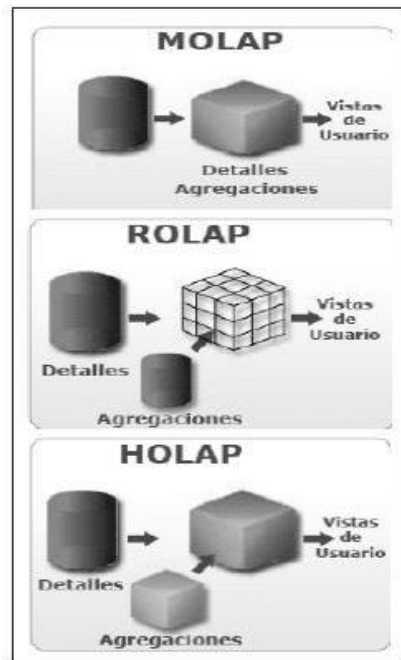 MOLAP
Vistas
de
Usuario
Detalles
Agregaciones
ROLAP
Vistas
de
Usuario
Detalles
Agregaciones
HOLAP
Vistas
de
Usuario
Detalles
Agregaciones